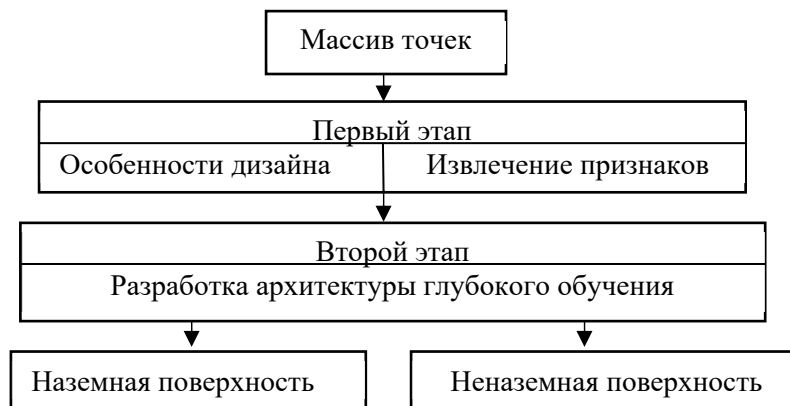 Массив точек
Первый этап
Особенности дизайна
Извлечение признаков
Второй этап
Разработка архитектуры глубокого обучения
Наземная поверхность
Неназемная поверхность